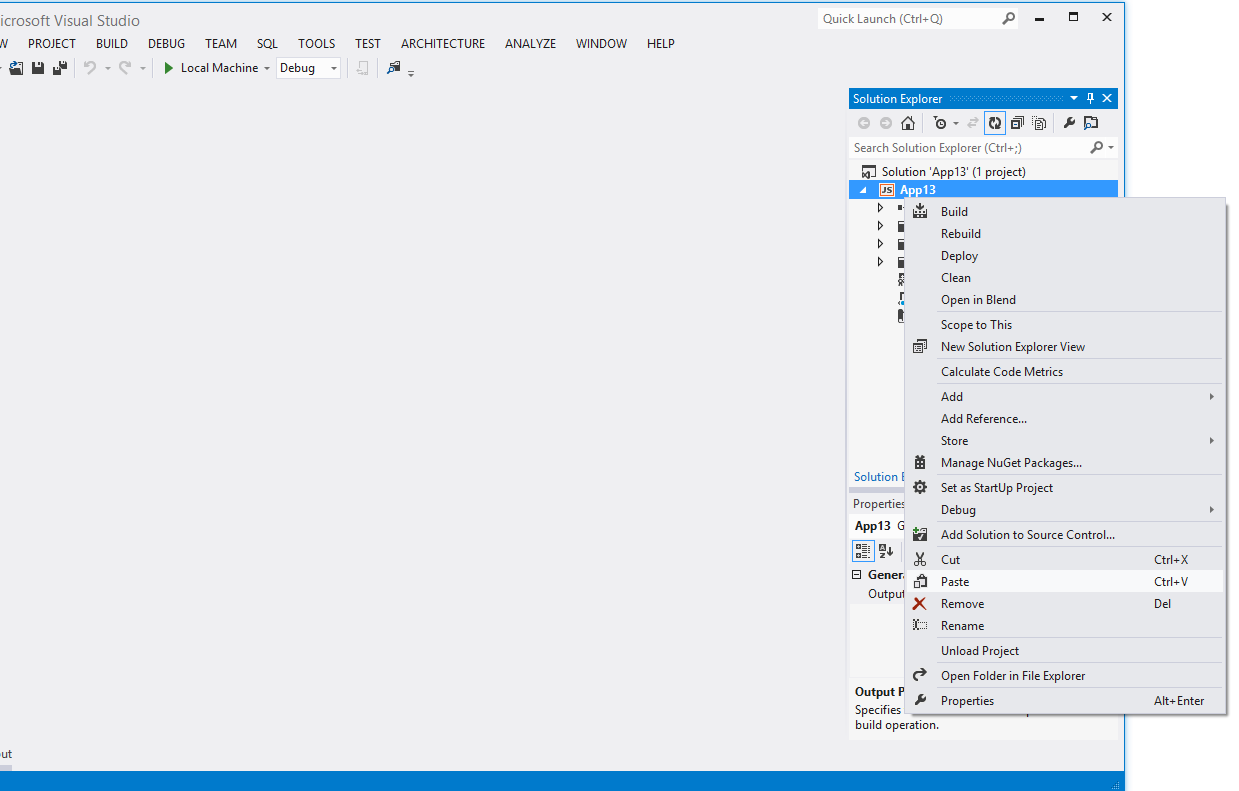 icrosoft Visual Studio
Quick Launch (Ctrl+Q)
W PROJECT BUILD DEBUG TEAM SQL TOOLS TEST ARCHITECTURE ANALYZE WINDOW HELP
Local Machine Debug
Solution Explorer
Search Solution Explorer (Ctrl+;)
Solution 'App13' (1 project)
JS App13
Build
Rebuild
Deploy
Clean
Open in Blend
Scope to This
New Solution Explorer View
Calculate Code Metrics
Add
Add Reference...
Store
Manage NuGet Packages...
Solution E
Set as StartUp Project
Properties
Debug
App13 G
Add Solution to Source Control...
Cut Ctrl+X
Genera
Paste Ctrl+V
Output
Remove Del
Rename
Unload Project
Open Folder in File Explorer
Output P
Properties Alt+Enter
Specifies
build operation.
out